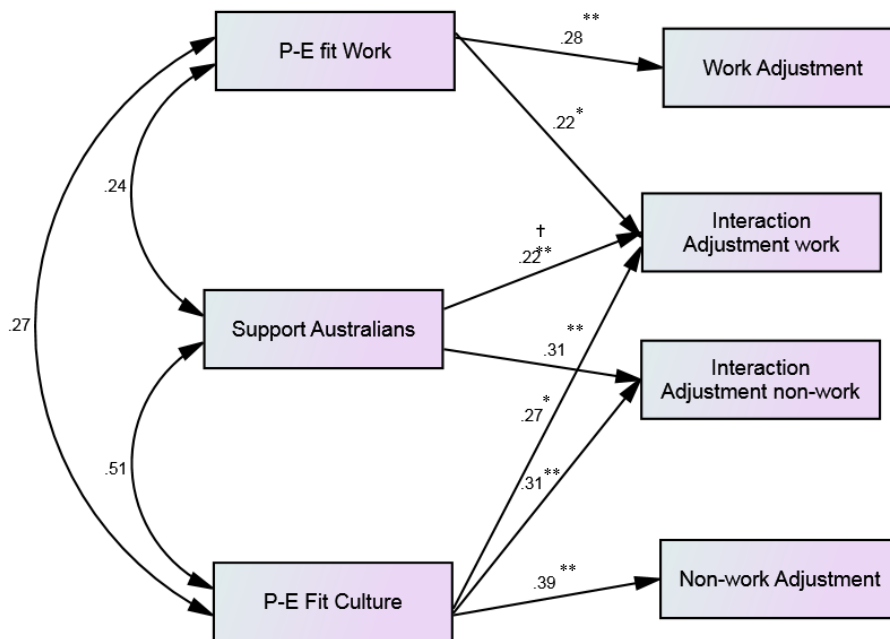 P-E fit Work
.28**
Work Adjustment
.22*
.24
Interaction
Adjustment work
†
.22**
Support Australians
.27
.31**
Interaction
Adjustment non-work
.27*
.51
.31**
P-E Fit Culture
.39**
Non-work Adjustment